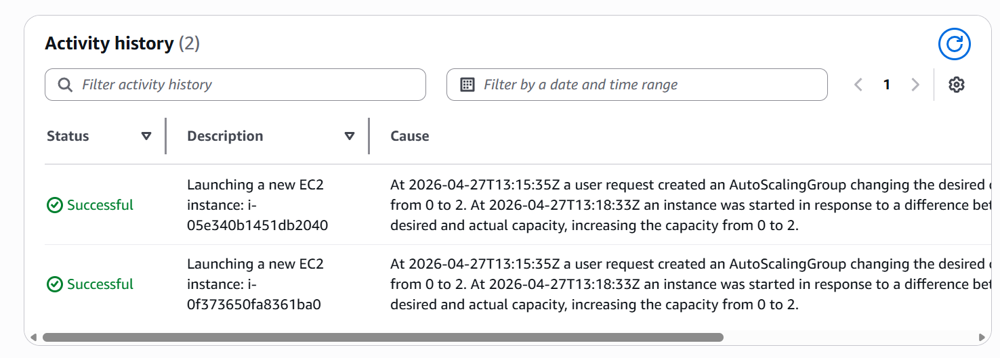 Activity history (2)
Filter activity history
Filter by a date and time range
1
Status
Description
Cause
Successful
Launching a new EC2
instance: i-
05e340b1451db2040
At 2026-04-27T13:15:35Z a user request created an AutoScalingGroup changing the desired
from 0 to 2. At 2026-04-27T13:18:33Z an instance was started in response to a difference
desired and actual capacity, increasing the capacity from 0 to 2.
Successful
Launching a new EC2
instance: i-
0f373650fa8361ba0
At 2026-04-27T13:15:35Z a user request created an AutoScalingGroup changing the desired
from 0 to 2. At 2026-04-27T13:18:33Z an instance was started in response to a difference
desired and actual capacity, increasing the capacity from 0 to 2.